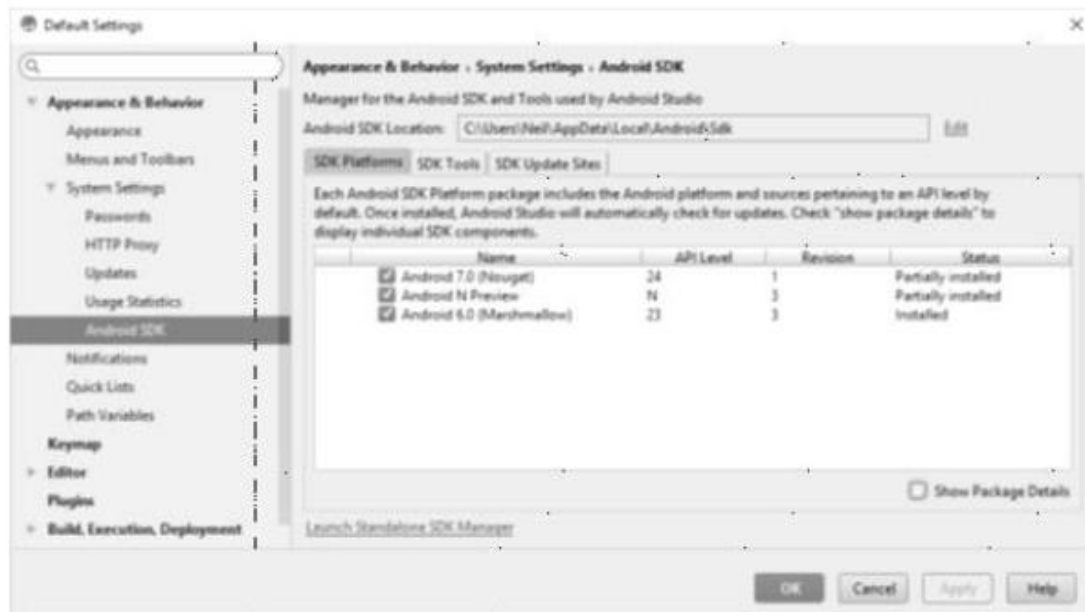 Default Settings
Appearance & Behavior
Appearance
Menus and Toolbars
System Settings
Passwords
HTTP Proxy
Updates
Usage Statistics
Android SDK
Notifications
Quick Lists
Path Variables
Keymap
Editor
Plugins
Build, Execution, Deployment
Appearance & Behavior › System Settings › Android SDK
Manager for the Android SDK and Tools used by Android Studio
Android SDK Location: C:\Users\Neil\AppData\Local\Android\Sdk Edit
SDK Platforms SDK Tools SDK Update Sites
Each Android SDK Platform package includes the Android platform and sources pertaining to an API level by
default. Once installed, Android Studio will automatically check for updates. Check "show package details" to
display individual SDK components.
Name API Level Revision Status
Android 7.0 (Nougat) 24 1 Partially installed
Android N Preview N 3 Partially installed
Android 6.0 (Marshmallow) 23 3 Installed
Show Package Details
Launch Standalone SDK Manager
OK Cancel Apply Help